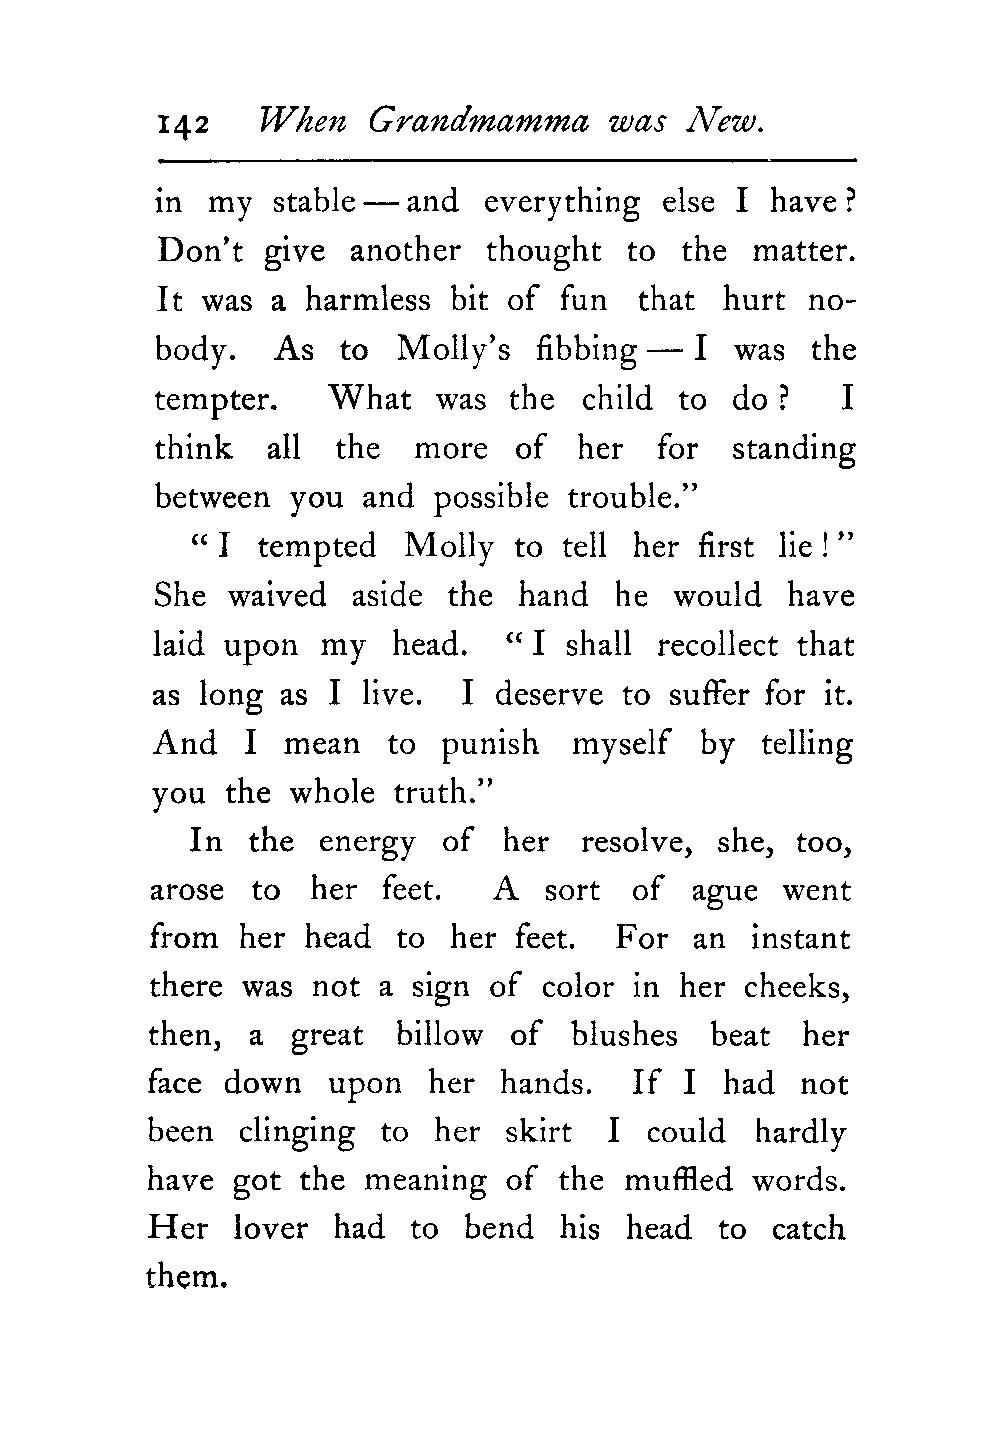 142 When Grandmamma was New.
in my stable — and everything else I have?
Don't give another thought to the matter.
It was a harmless bit of fun that hurt no-
body. As to Molly's fibbing — I was the
tempter. What was the child to do? I
think all the more of her for standing
between you and possible trouble."
"I tempted Molly to tell her first lie!"
She waived aside the hand he would have
laid upon my head. "I shall recollect that
as long as I live. I deserve to suffer for it.
And I mean to punish myself by telling
you the whole truth."
In the energy of her resolve, she, too,
arose to her feet. A sort of ague went
from her head to her feet. For an instant
there was not a sign of color in her cheeks,
then, a great billow of blushes beat her
face down upon her hands. If I had not
been clinging to her skirt I could hardly
have got the meaning of the muffled words.
Her lover had to bend his head to catch
them.